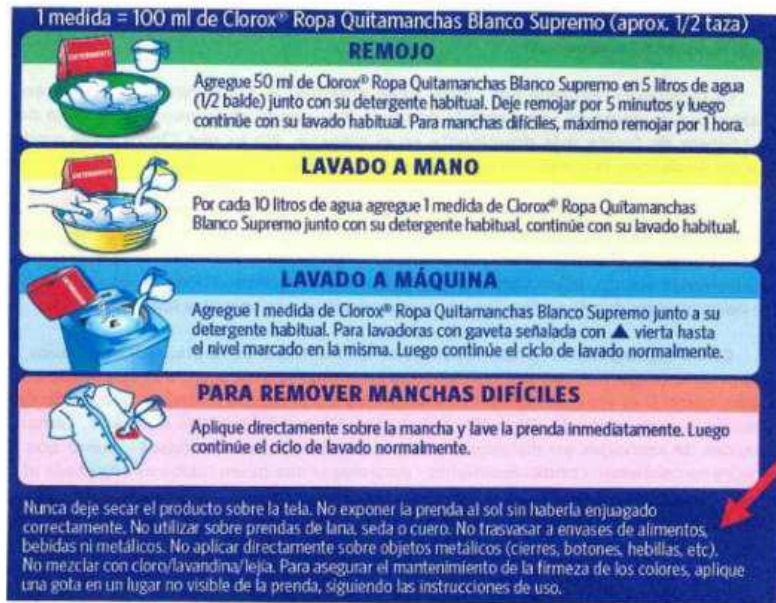 1 medida = 100 ml de Clorox® Ropa Quitamanchas Blanco Supremo (aprox. 1/2 taza)
REMOJO
DETERGENTE
Agregue 50 ml de Clorox® Ropa Quitamanchas Blanco Supremo en 5 litros de agua
(1/2 balde) junto con su detergente habitual. Deje remojar por 5 minutos y luego
continúe con su lavado habitual. Para manchas difíciles, máximo remojar por 1 hora.
LAVADO A MANO
DETERGENTE
Por cada 10 litros de agua agregue 1 medida de Clorox® Ropa Quitamanchas
Blanco Supremo junto con su detergente habitual, continúe con su lavado habitual.
LAVADO A MÁQUINA
Agregue 1 medida de Clorox® Ropa Quitamanchas Blanco Supremo junto a su
detergente habitual. Para lavadoras con gaveta señalada con ▲ vierta hasta
el nivel marcado en la misma. Luego continúe el ciclo de lavado normalmente.
PARA REMOVER MANCHAS DIFÍCILES
Aplique directamente sobre la mancha y lave la prenda inmediatamente. Luego
continúe el ciclo de lavado normalmente.
Nunca deje secar el producto sobre la tela. No exponer la prenda al sol sin haberla enjuagado
correctamente. No utilizar sobre prendas de lana, seda o cuero. No trasvasar a envases de alimentos,
bebidas ni metálicos. No aplicar directamente sobre objetos metálicos (cierres, botones, hebillas, etc).
No mezclar con cloro/lavandina/lejía. Para asegurar el mantenimiento de la firmeza de los colores, aplique
una gota en un lugar no visible de la prenda, siguiendo las instrucciones de uso.